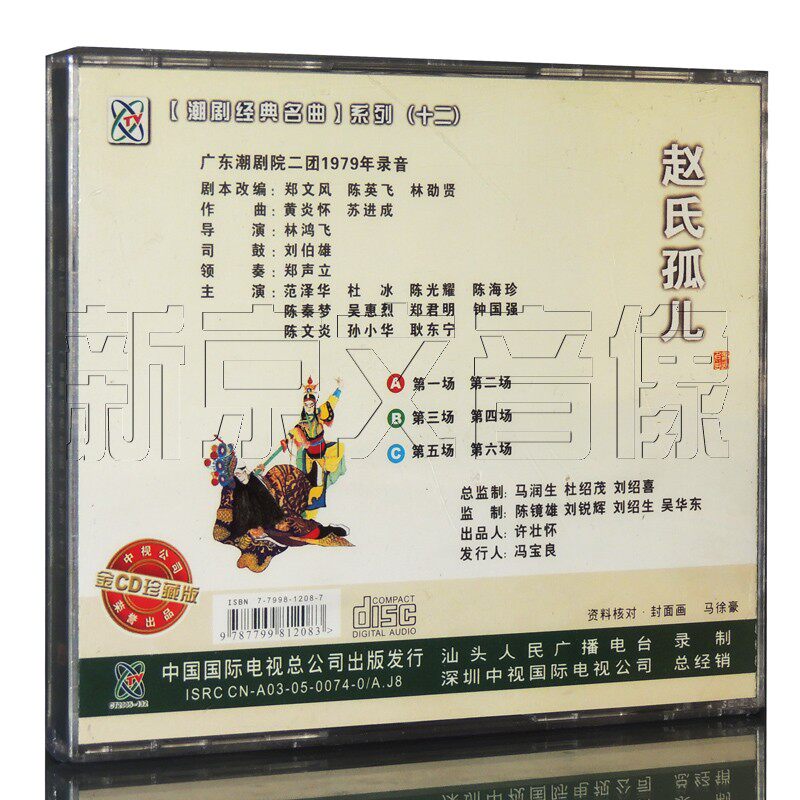 TV
【潮剧经典名曲】系列（十二）
赵氏孤儿
广东潮剧院二团1979年录音
剧本改编：郑文风 陈英飞 林劭贤
作 曲：黄炎怀 苏进成
导 演：林鸿飞
司 鼓：刘伯雄
领 奏：郑声立
主 演：范泽华 杜 冰 陈光耀 陈海珍
陈秦梦 吴惠烈 郑君明 钟国强
陈文炎 孙小华 耿东宁
新京文音像
A 第一场 第二场
B 第三场 第四场
C 第五场 第六场
总监制：马润生 杜绍茂 刘绍喜
监 制：陈镜雄 刘锐辉 刘绍生 吴华东
出品人：许壮怀
发行人：冯宝良
中视公司
金CD珍藏版
荣誉出品
ISBN 7-7998-1208-7
9 787799 812083
COMPACT
disc
DIGITAL AUDIO
资料核对·封面画 马徐豪
TV
中国国际电视总公司出版发行
ISRC CN-A03-05-0074-0/A.J8
汕头人民广播电台 录 制
深圳中视国际电视公司 总经销